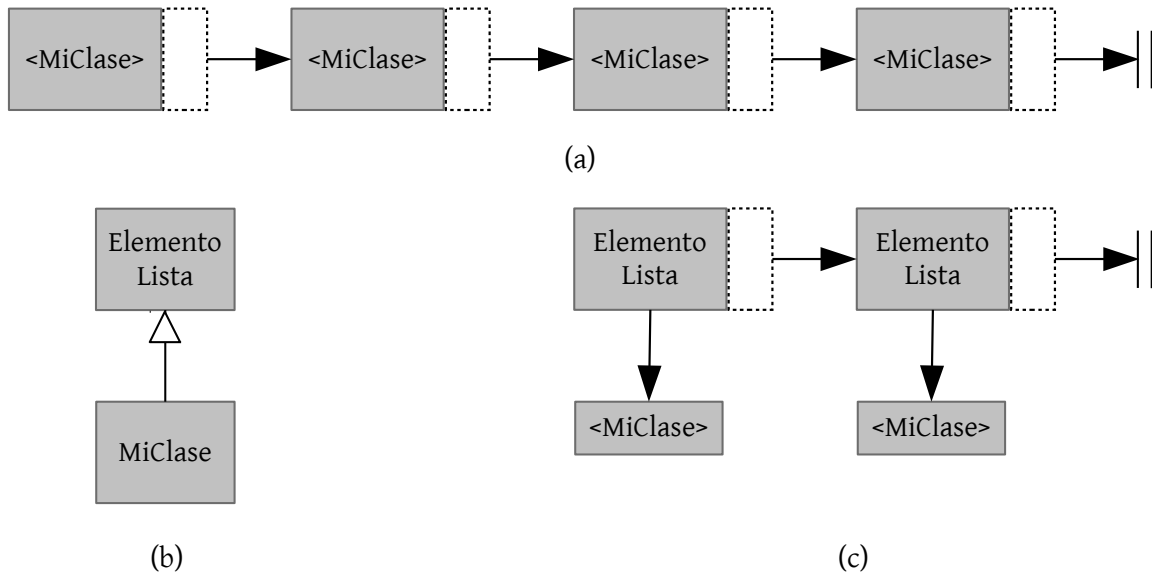 <MiClase>
<MiClase>
<MiClase>
<MiClase>
(a)
Elemento
Lista
MiClase
(b)
Elemento
Lista
Elemento
Lista
<MiClase>
<MiClase>
(c)